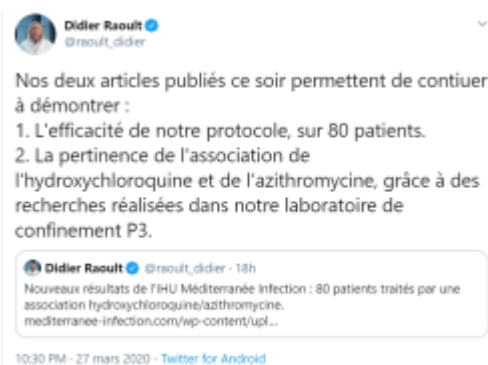 Didier Raoult
@raoult_didier
Nos deux articles publiés ce soir permettent de contiuer
à démontrer :
1. L'efficacité de notre protocole, sur 80 patients.
2. La pertinence de l'association de
l'hydroxychloroquine et de l'azithromycine, grâce à des
recherches réalisées dans notre laboratoire de
confinement P3.
Didier Raoult @raoult_didier · 18h
Nouveaux résultats de l'IHU Méditerranée Infection : 80 patients traités par une
association hydroxychloroquine/azithromycine.
mediterranee-infection.com/wp-content/upl...
10:30 PM · 27 mars 2020 · Twitter for Android